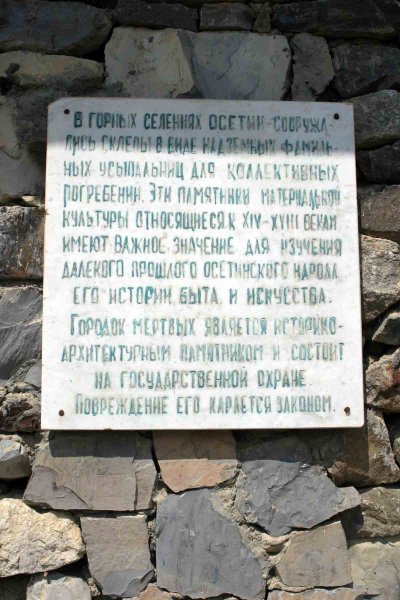 В ГОРНЫХ СЕЛЕНИЯХ ОСЕТИИ СООРУЖА-
ЛИСЬ СКЛЕПЫ В ВИДЕ НАДЗЕМНЫХ ФАМИЛЬ-
НЫХ УСЫПАЛЬНИЦ ДЛЯ КОЛЛЕКТИВНЫХ
ПОГРЕБЕНИЙ. ЭТИ ПАМЯТНИКИ МАТЕРИАЛЬНОЙ
КУЛЬТУРЫ ОТНОСЯЩИЕСЯ К XIV-XVIII ВЕКАМ
ИМЕЮТ ВАЖНОЕ ЗНАЧЕНИЕ ДЛЯ ИЗУЧЕНИЯ
ДАЛЕКОГО ПРОШЛОГО ОСЕТИНСКОГО НАРОДА
ЕГО ИСТОРИИ БЫТА И ИСКУССТВА.
ГОРОДОК МЕРТВЫХ ЯВЛЯЕТСЯ ИСТОРИКО-
АРХИТЕКТУРНЫМ ПАМЯТНИКОМ И СОСТОИТ
НА ГОСУДАРСТВЕННОЙ ОХРАНЕ.
ПОВРЕЖДЕНИЕ ЕГО КАРАЕТСЯ ЗАКОНОМ.